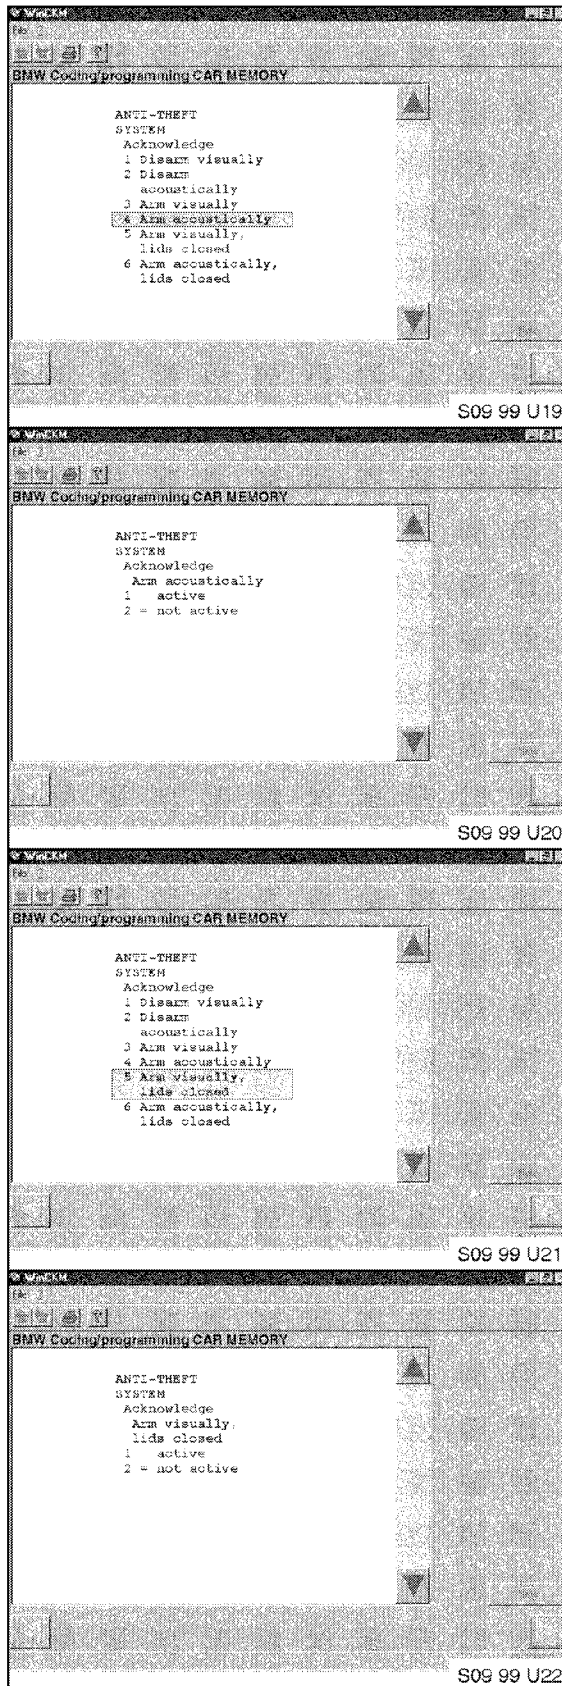 WinCKM
File ?
BMW Coding/programming CAR MEMORY
ANTI-THEFT
SYSTEM
Acknowledge
1 Disarm visually
2 Disarm
acoustically
3 Arm visually
4 Arm acoustically
5 Arm visually,
lids closed
6 Arm acoustically,
lids closed
S09 99 U19
WinCKM
File ?
BMW Coding/programming CAR MEMORY
ANTI-THEFT
SYSTEM
Acknowledge
Arm acoustically
1 active
2 = not active
S09 99 U20
WinCKM
File ?
BMW Coding/programming CAR MEMORY
ANTI-THEFT
SYSTEM
Acknowledge
1 Disarm visually
2 Disarm
acoustically
3 Arm visually
4 Arm acoustically
5 Arm visually,
lids closed
6 Arm acoustically,
lids closed
S09 99 U21
WinCKM
File ?
BMW Coding/programming CAR MEMORY
ANTI-THEFT
SYSTEM
Acknowledge
Arm visually,
lids closed
1 active
2 = not active
S09 99 U22